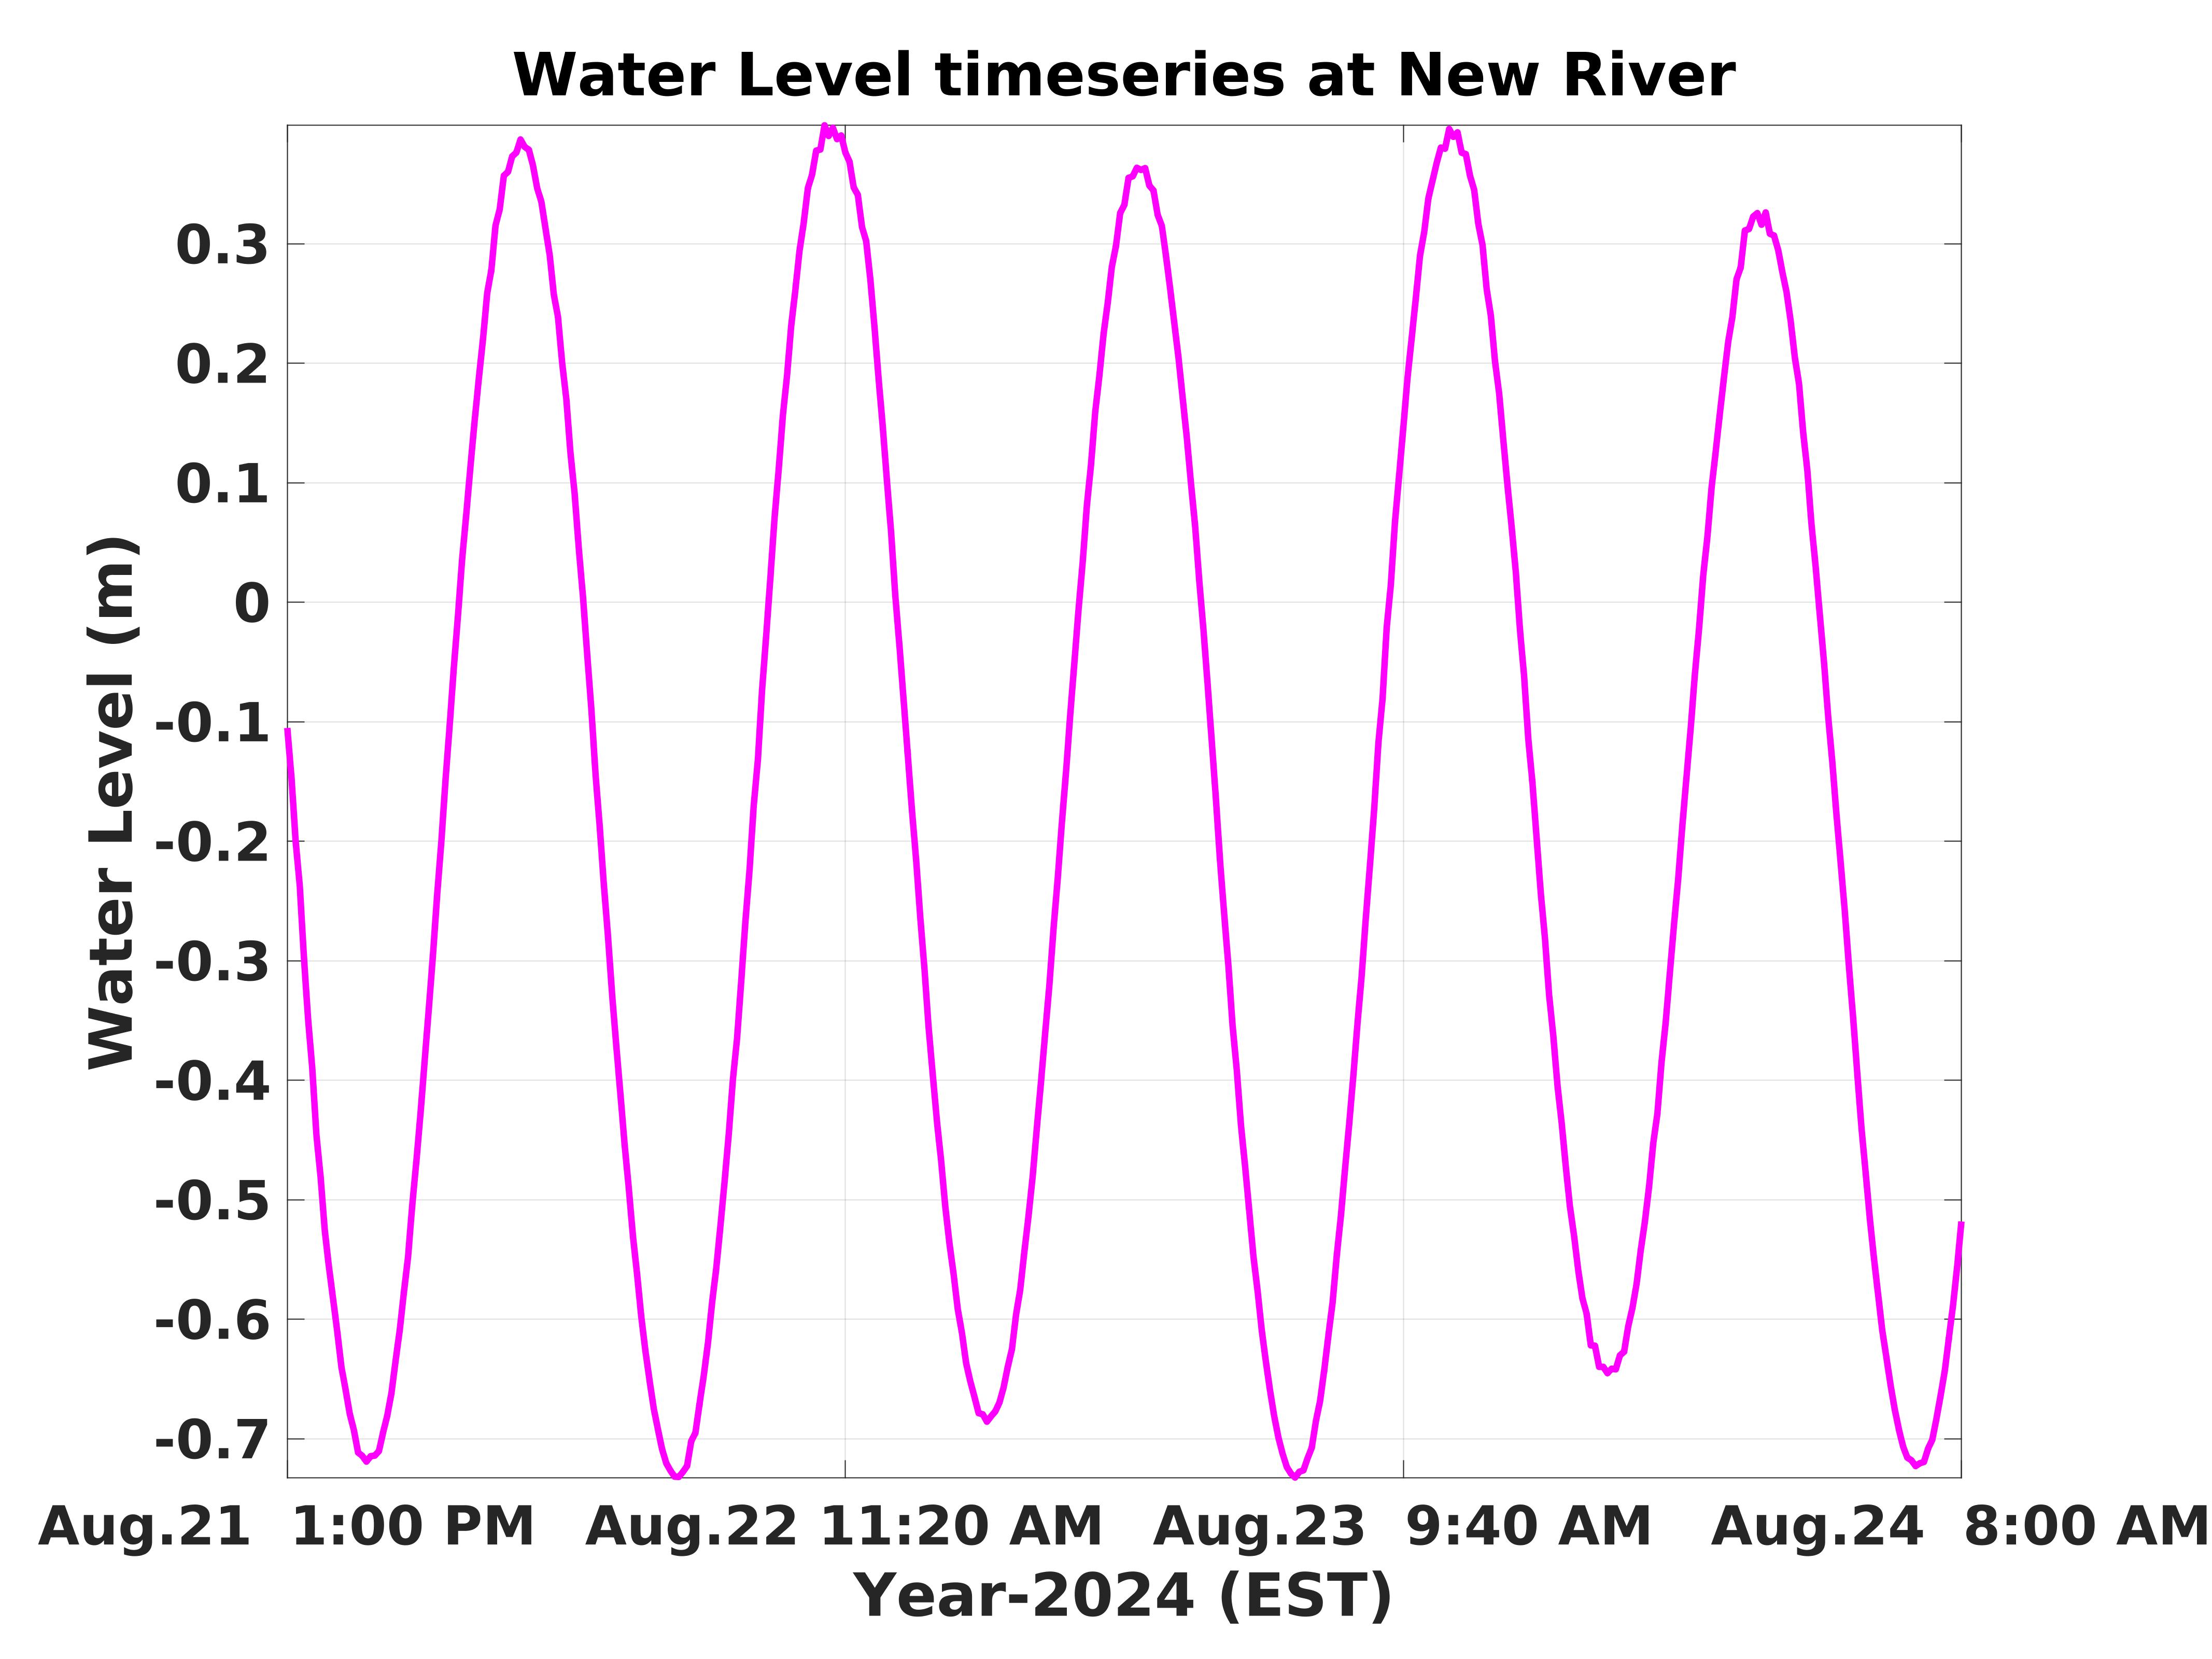 Water Level timeseries at New River
Water Level (m)
0.3
0.2
0.1
0
-0.1
-0.2
-0.3
-0.4
-0.5
-0.6
-0.7
Aug.21 1:00 PM Aug.22 11:20 AM Aug.23 9:40 AM Aug.24 8:00 AM
Year-2024 (EST)